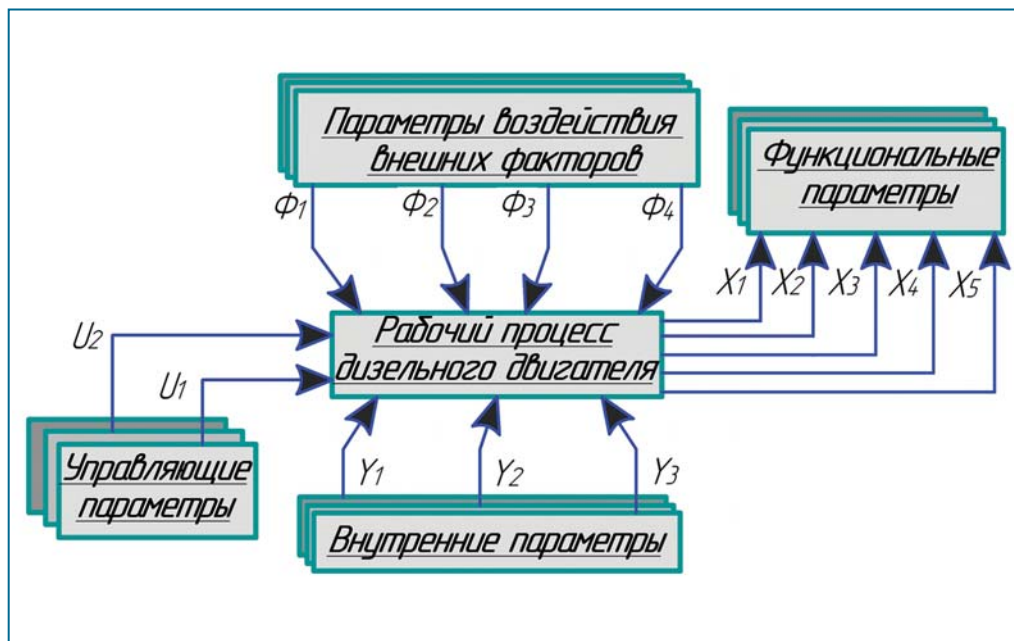 Параметры воздействия
внешних факторов
Функциональные
параметры
Ф1
Ф2
Ф3
Ф4
X1
X2
X3
X4
X5
Рабочий процесс
дизельного двигателя
U2
U1
Управляющие
параметры
Y1
Y2
Y3
Внутренние параметры